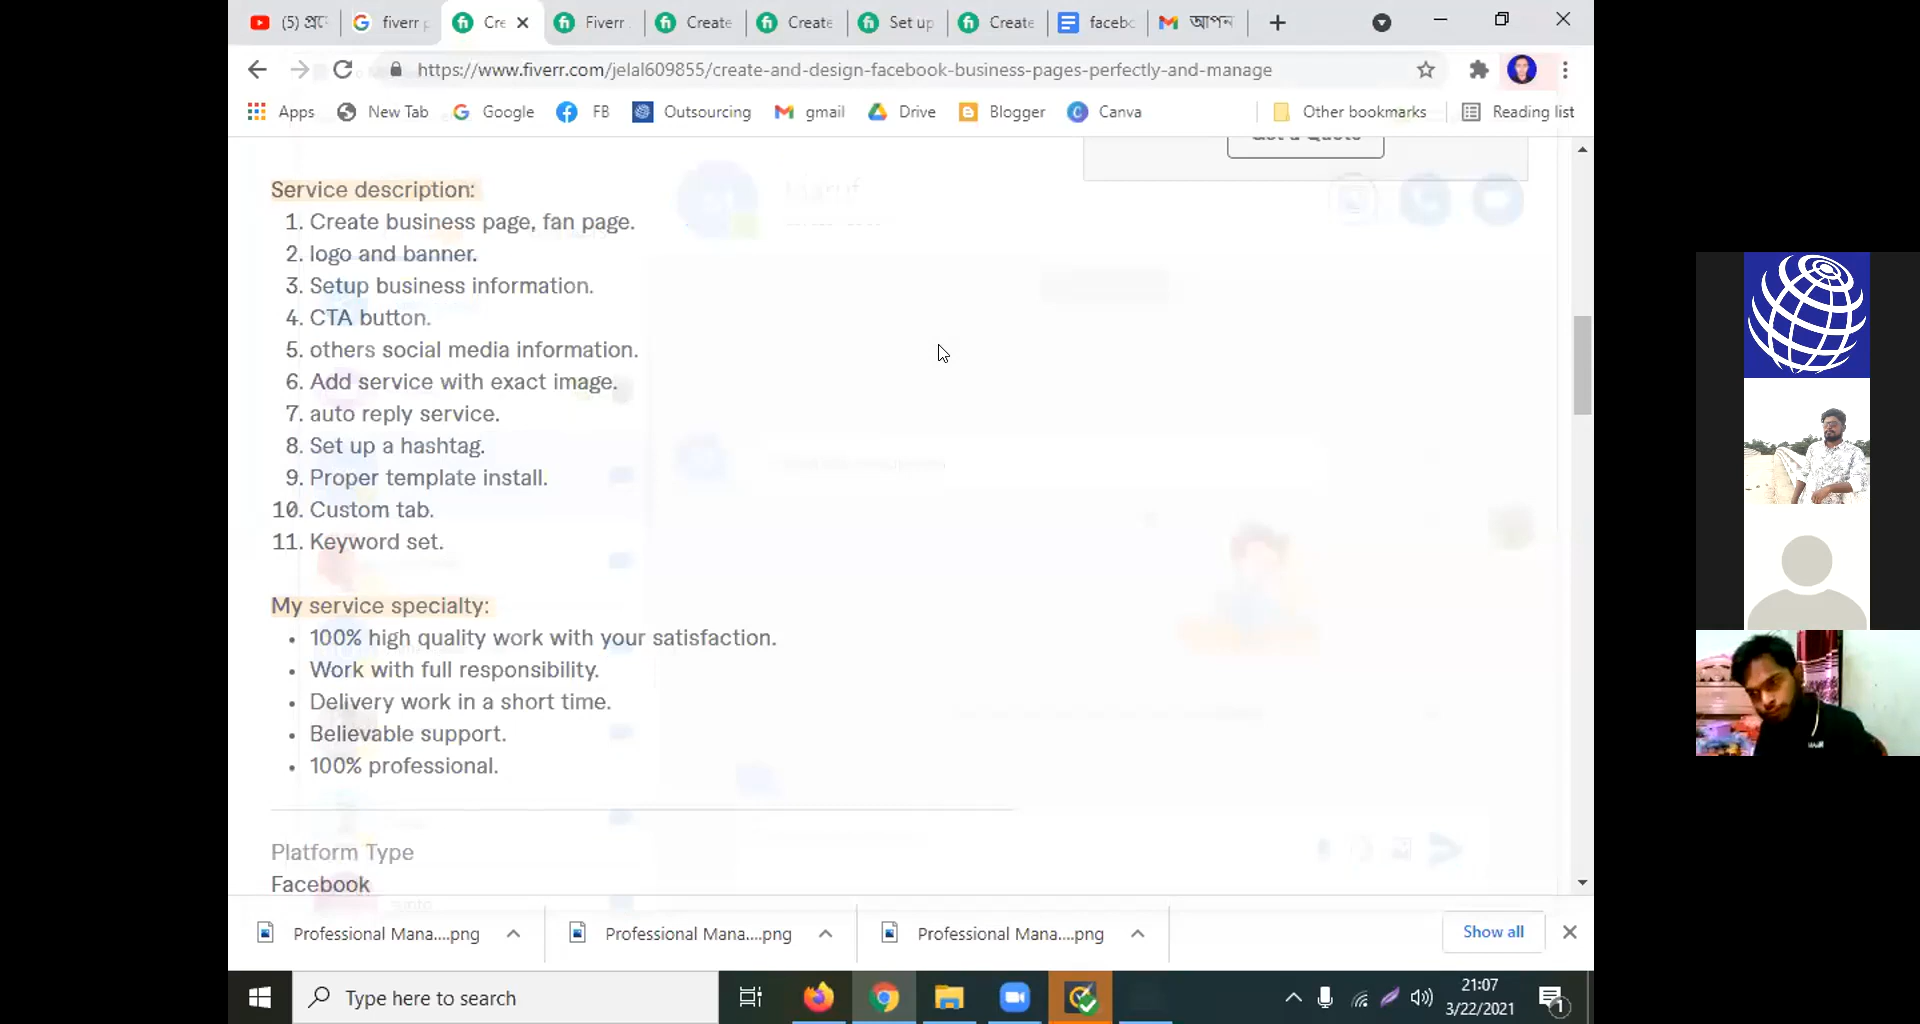 (5) প্রে
fiverr p
Cre
Fiverr
Create
Create
Set up
Create
facebo
আপন
https://www.fiverr.com/jelal609855/create-and-design-facebook-business-pages-perfectly-and-manage
Apps
New Tab
Google
FB
Outsourcing
gmail
Drive
Blogger
Canva
Other bookmarks
Reading list
Get a Quote
Service description:
1. Create business page, fan page.
2. logo and banner.
3. Setup business information.
4. CTA button.
5. others social media information.
6. Add service with exact image.
7. auto reply service.
8. Set up a hashtag.
9. Proper template install.
10. Custom tab.
11. Keyword set.
My service specialty:
• 100% high quality work with your satisfaction.
• Work with full responsibility.
• Delivery work in a short time.
• Believable support.
• 100% professional.
Platform Type
Facebook
Professional Mana....png
Professional Mana....png
Professional Mana....png
Show all
Type here to search
21:07
3/22/2021
1